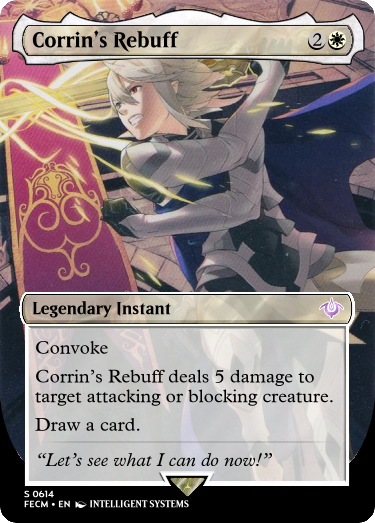 Corrin's Rebuff 2
Legendary Instant
Convoke
Corrin's Rebuff deals 5 damage to
target attacking or blocking creature.
Draw a card.
"Let's see what I can do now!"
S 0614
FECM • EN INTELLIGENT SYSTEMS